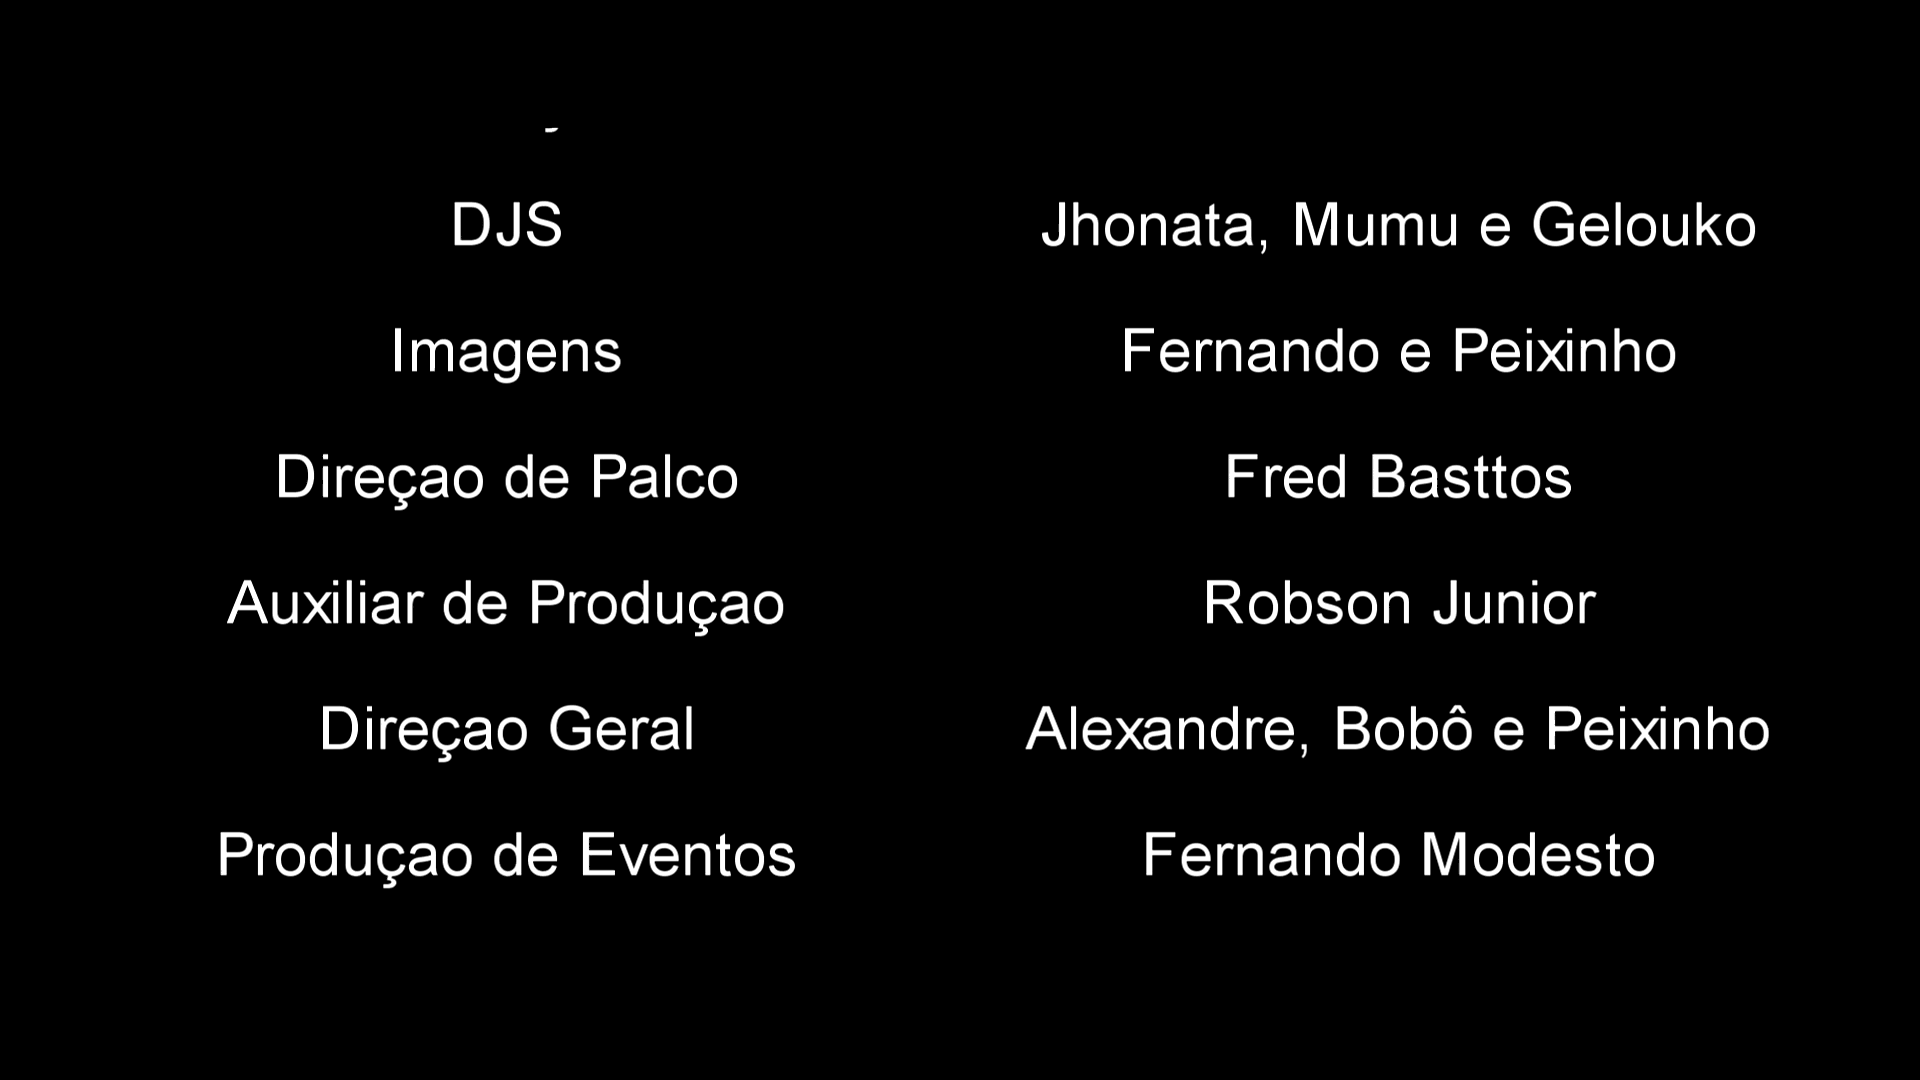 DJS Jhonata, Mumu e Gelouko
Imagens Fernando e Peixinho
Direçao de Palco Fred Basttos
Auxiliar de Produçao Robson Junior
Direçao Geral Alexandre, Bobô e Peixinho
Produçao de Eventos Fernando Modesto